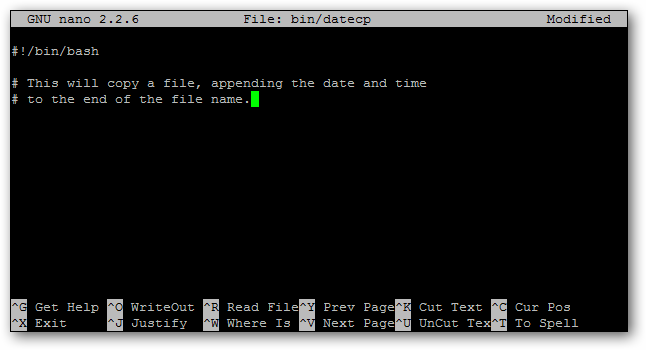 GNU nano 2.2.6 File: bin/datecp Modified
#!/bin/bash
# This will copy a file, appending the date and time
# to the end of the file name.
^G Get Help ^O WriteOut ^R Read File^Y Prev Page^K Cut Text ^C Cur Pos
^X Exit ^J Justify ^W Where Is ^V Next Page^U UnCut Tex^T To Spell